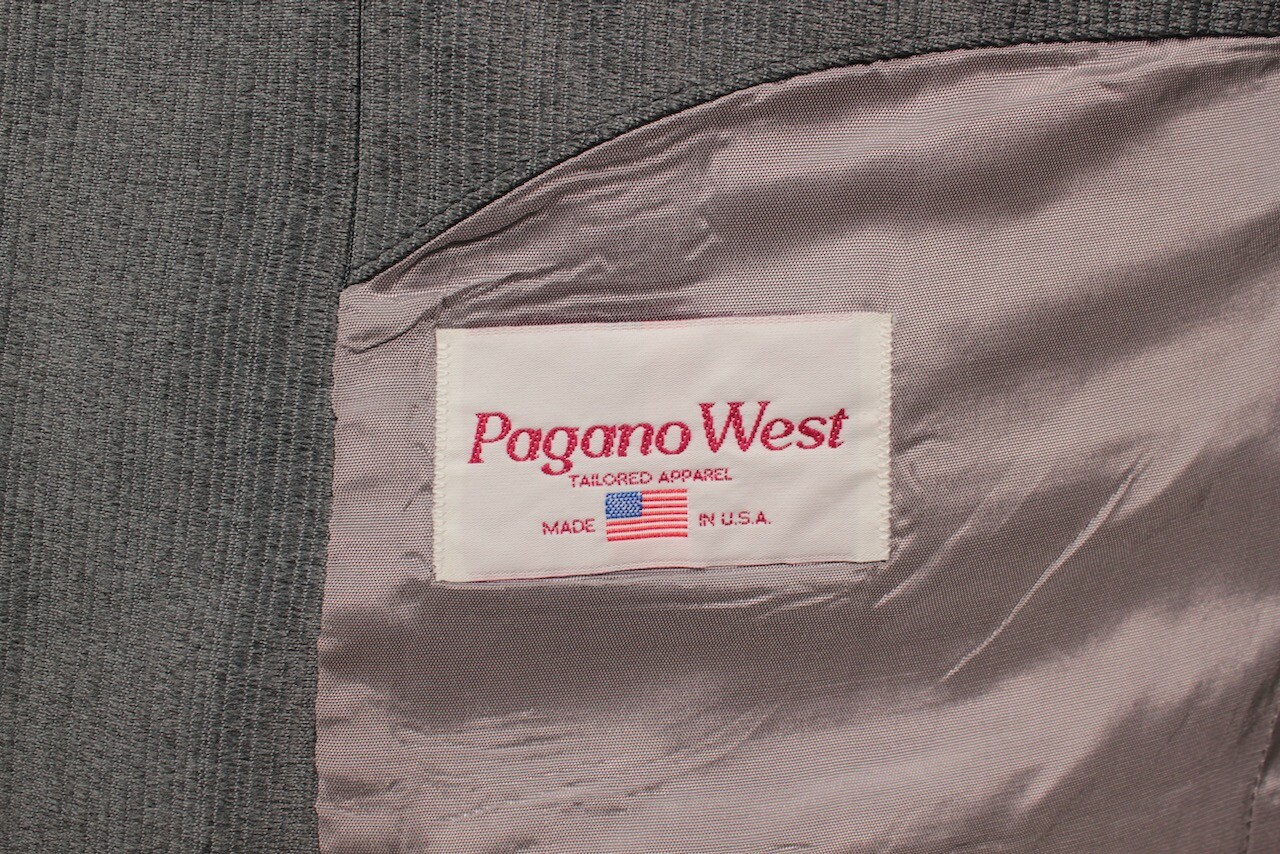 Pagano West
TAILORED APPAREL
MADE IN U.S.A.